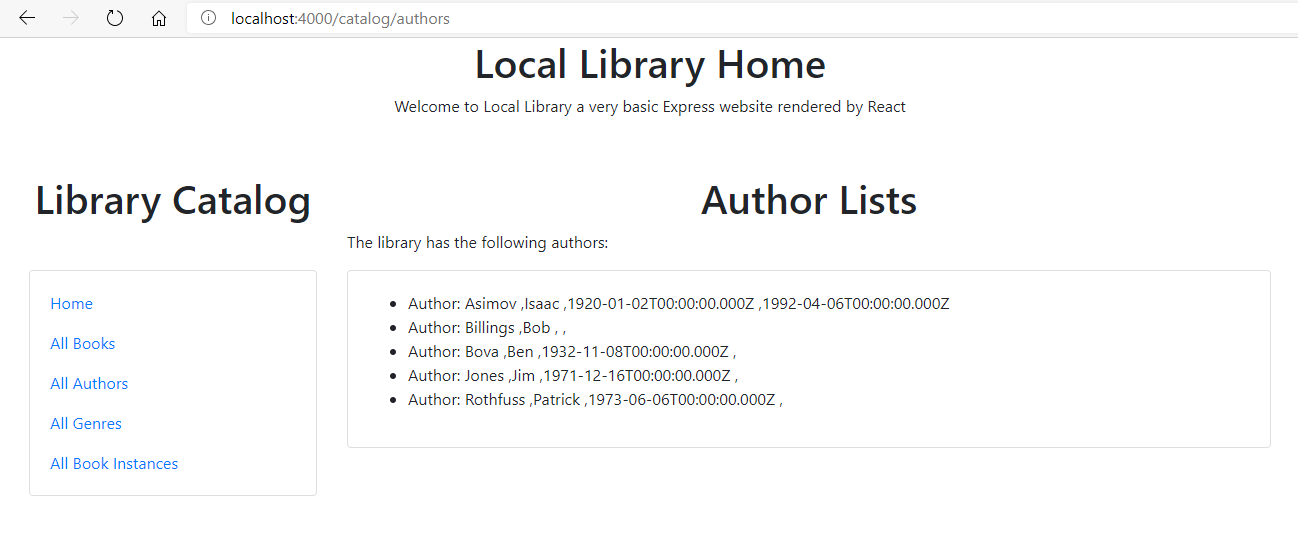 localhost:4000/catalog/authors
Local Library Home
Welcome to Local Library a very basic Express website rendered by React
Library Catalog
Home
All Books
All Authors
All Genres
All Book Instances
Author Lists
The library has the following authors:
Author: Asimov ,Isaac ,1920-01-02T00:00:00.000Z ,1992-04-06T00:00:00.000Z
Author: Billings ,Bob , ,
Author: Bova ,Ben ,1932-11-08T00:00:00.000Z ,
Author: Jones ,Jim ,1971-12-16T00:00:00.000Z ,
Author: Rothfuss ,Patrick ,1973-06-06T00:00:00.000Z ,